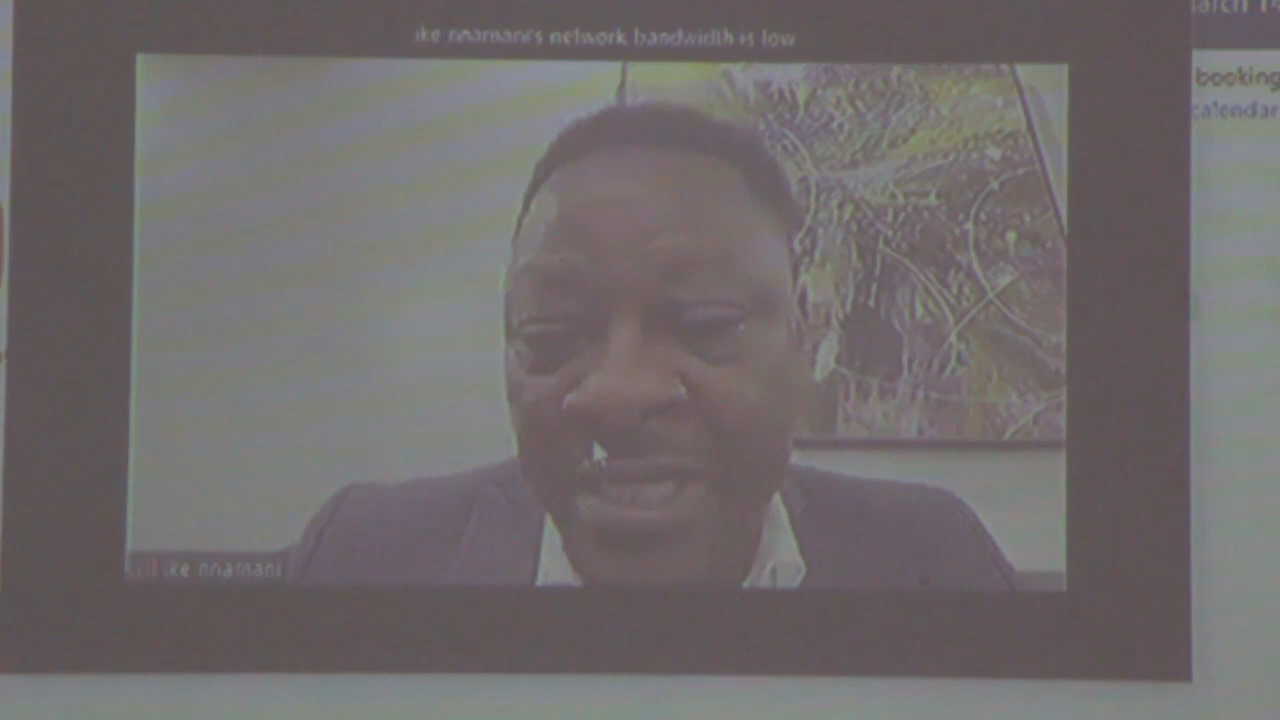 ike nnamani's network bandwidth is low
booking
calendar
ike nnamani